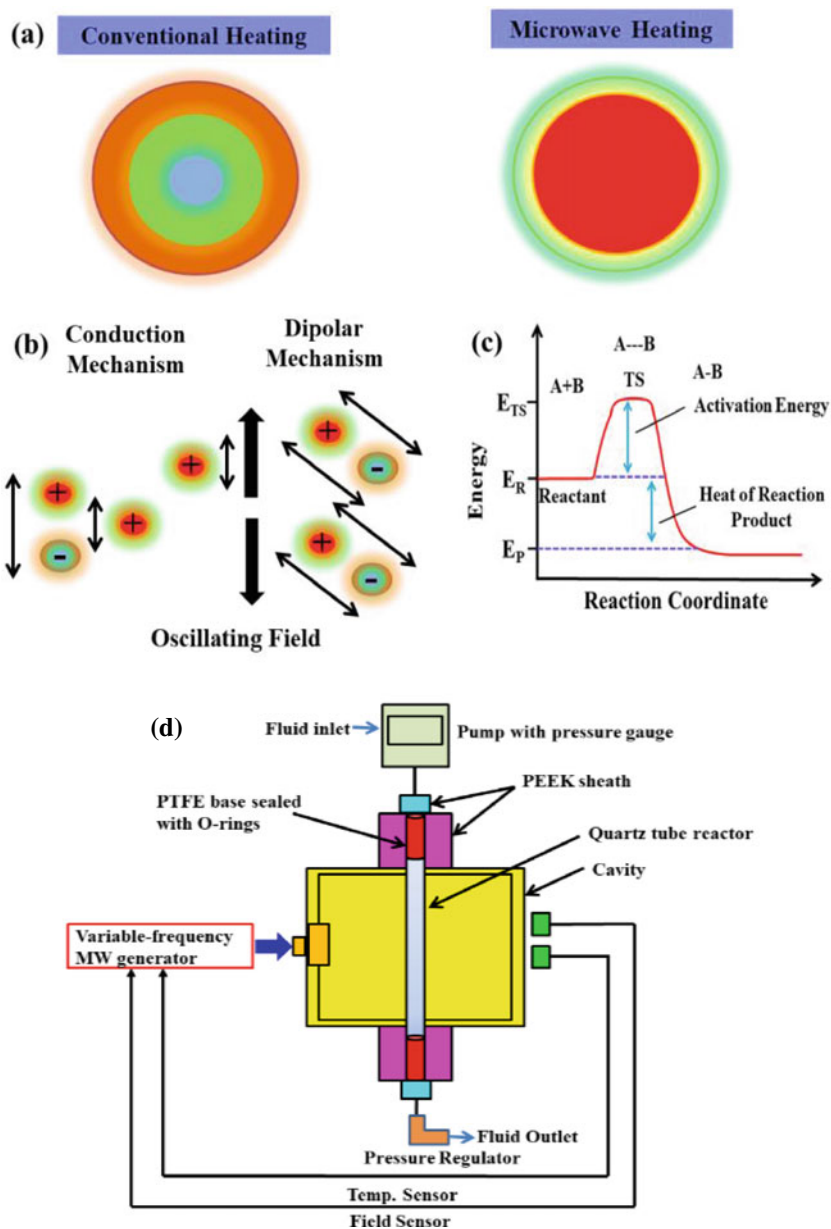 (a)
Conventional Heating
Microwave Heating
(b)
Conduction
Mechanism
Dipolar
Mechanism
+
+
+
-
+
-
+
-
Oscillating Field
(c)
A---B
A+B
TS
A-B
E_TS
Activation Energy
E_R
Reactant
Heat of Reaction
Product
E_P
Energy
Reaction Coordinate
(d)
Fluid inlet
Pump with pressure gauge
PEEK sheath
PTFE base sealed
with O-rings
Quartz tube reactor
Cavity
Variable-frequency
MW generator
Fluid Outlet
Pressure Regulator
Temp. Sensor
Field Sensor